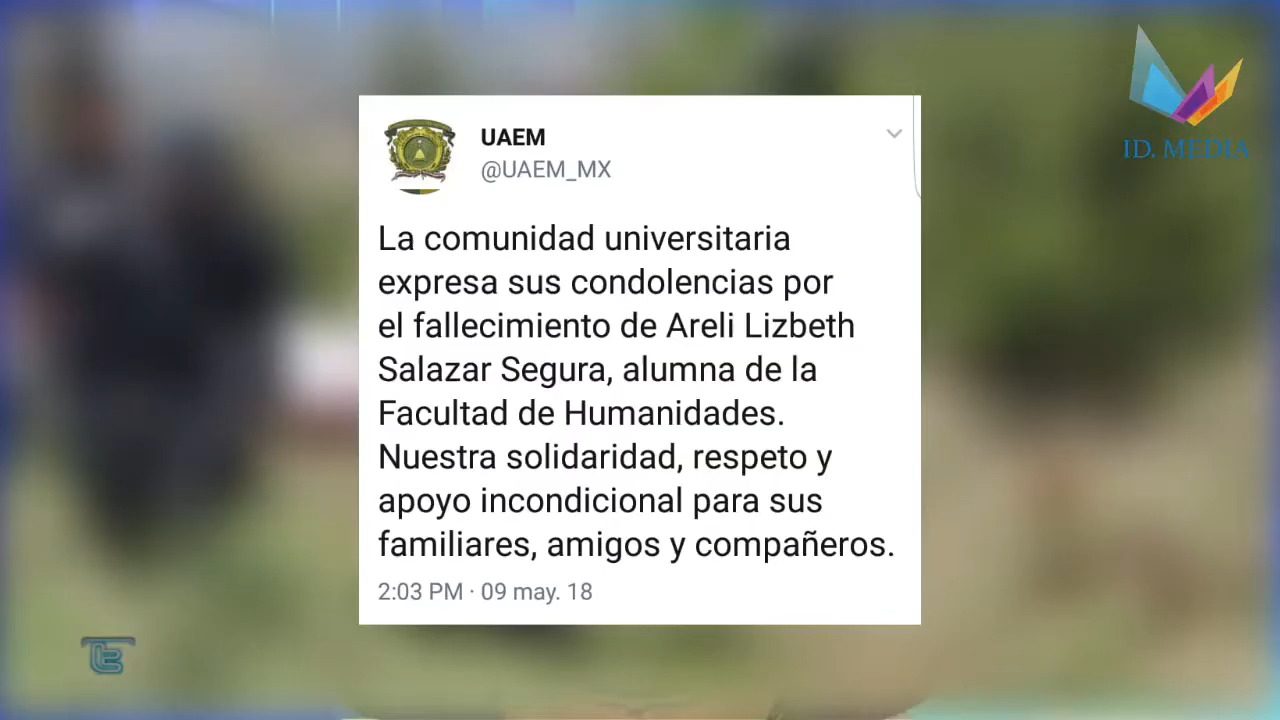 ID. MEDIA
UAEM
@UAEM_MX
La comunidad universitaria
expresa sus condolencias por
el fallecimiento de Areli Lizbeth
Salazar Segura, alumna de la
Facultad de Humanidades.
Nuestra solidaridad, respeto y
apoyo incondicional para sus
familiares, amigos y compañeros.
2:03 PM · 09 may. 18